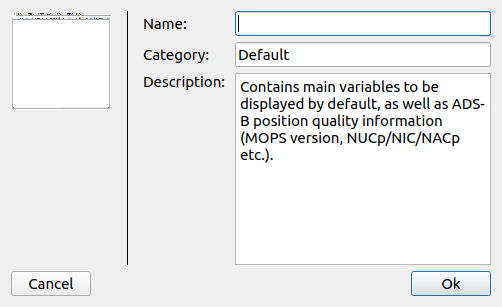 Name:
Category: Default
Description: Contains main variables to be
displayed by default, as well as ADS-
B position quality information
(MOPS version, NUCp/NIC/NACp
etc.).
Cancel Ok